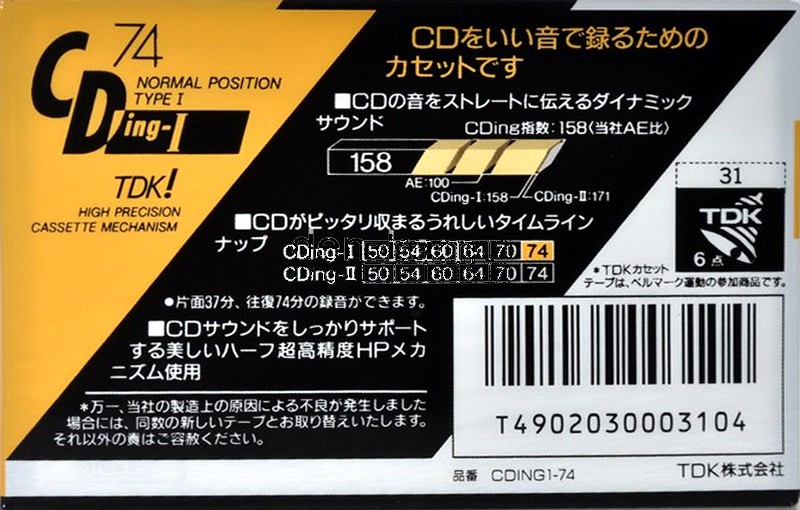 CDing-I
74
NORMAL POSITION
TYPE I
TDK!
HIGH PRECISION
CASSETTE MECHANISM
CDをいい音で録るための
カセットです
■CDの音をストレートに伝えるダイナミック
サウンド
CDing指数:158〈当社AE比〉
158
AE:100
CDing-I:158
CDing-II:171
■CDがピッタリ収まるうれしいタイムライン
ナップ
CDing-I 50 54 60 64 70 74
CDing-II 50 54 60 64 70 74
●片面37分、往復74分の録音ができます。
■CDサウンドをしっかりサポート
する美しいハーフ超高精度HPメカ
ニズム使用
*万一、当社の製造上の原因による不良が発生しました
場合には、同数の新しいテープとお取り替えいたします。
それ以外の責はご容赦ください。
31
TDK
6点
*TDKカセット
テープは、ベルマーク運動の参加商品です。
T4902030003104
品番 CDING1-74
TDK株式会社